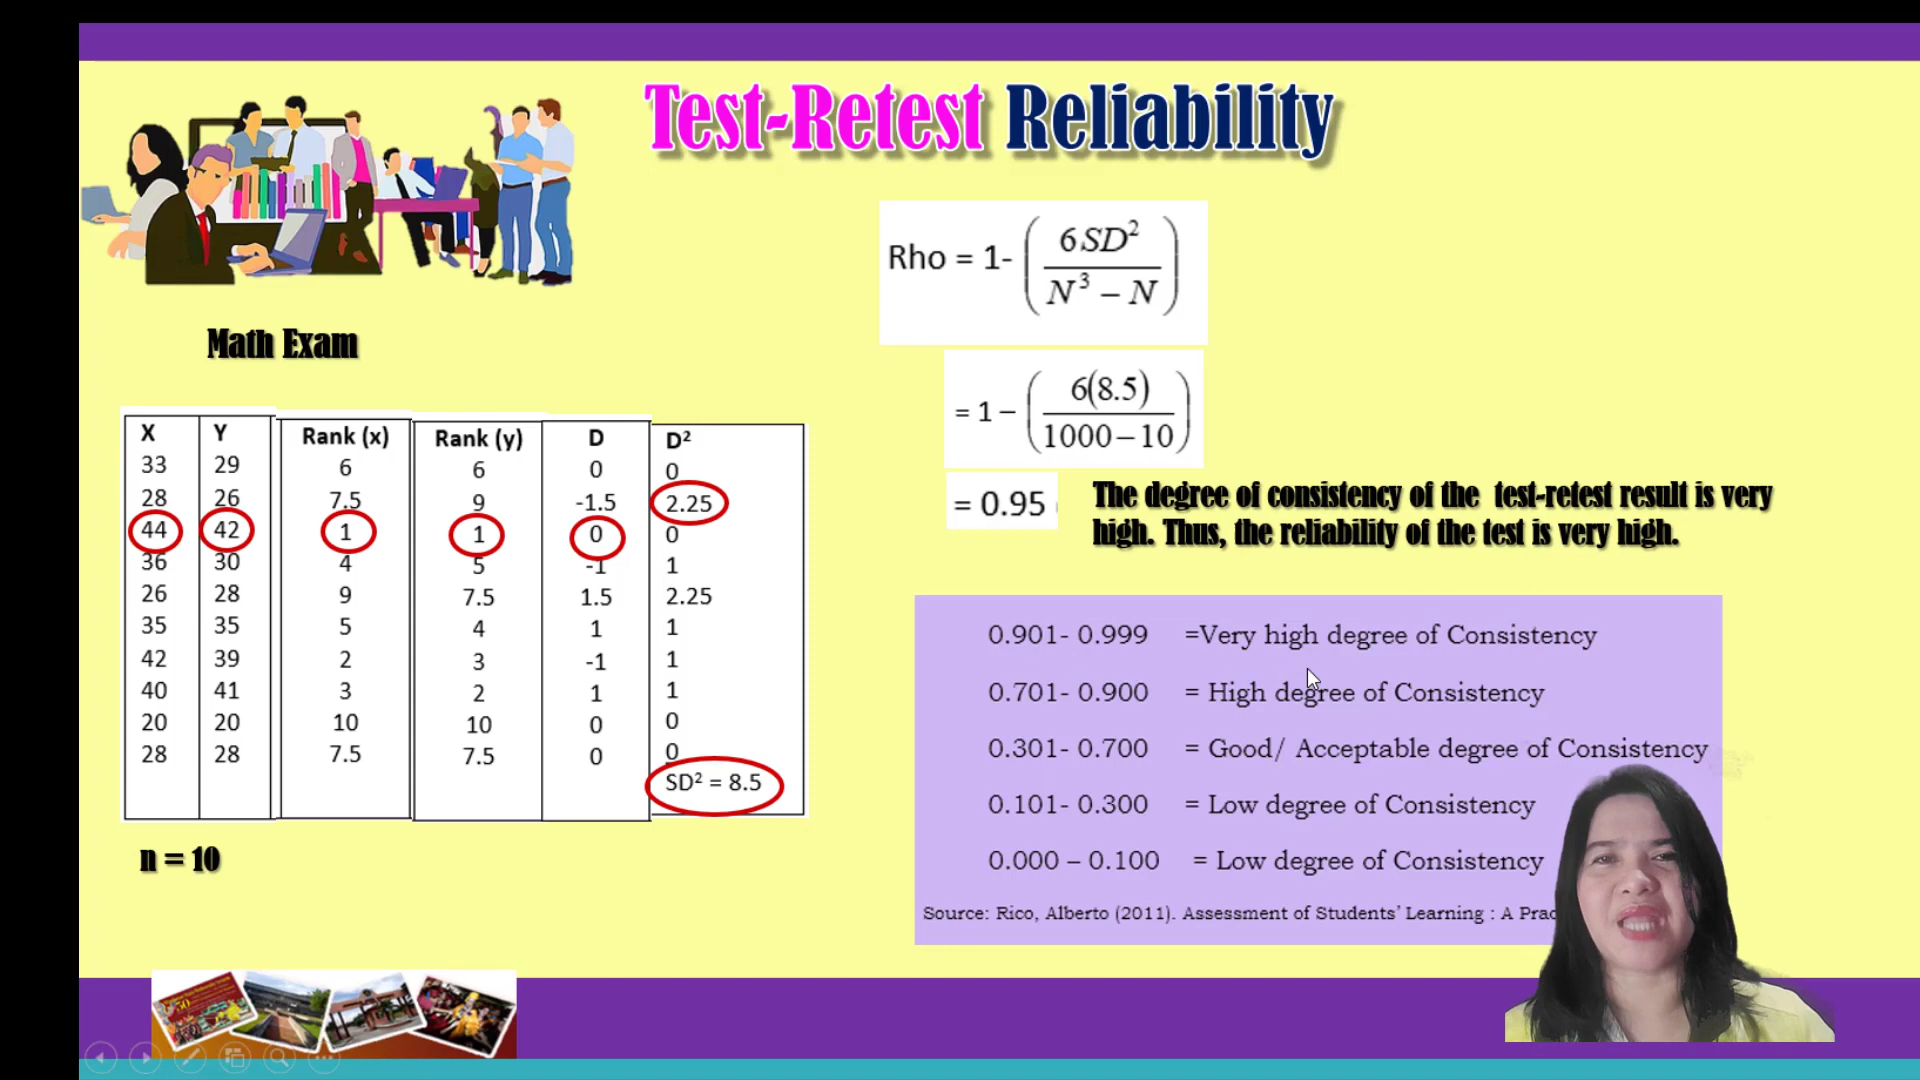 Test-Retest Reliability
Math Exam
X Y Rank (x) Rank (y) D D²
33 29 6 6 0 0
28 26 7.5 9 -1.5 2.25
44 42 1 1 0 0
36 30 4 5 -1 1
26 28 9 7.5 1.5 2.25
35 35 5 4 1 1
42 39 2 3 -1 1
40 41 3 2 1 1
20 20 10 10 0 0
28 28 7.5 7.5 0 0
SD² = 8.5
n = 10
Rho = 1- (6SD² / N³ – N)
= 1 – (6(8.5) / 1000 – 10)
= 0.95
The degree of consistency of the test-retest result is very
high. Thus, the reliability of the test is very high.
0.901- 0.999 =Very high degree of Consistency
0.701- 0.900 = High degree of Consistency
0.301- 0.700 = Good/ Acceptable degree of Consistency
0.101- 0.300 = Low degree of Consistency
0.000 – 0.100 = Low degree of Consistency
Source: Rico, Alberto (2011). Assessment of Students' Learning : A